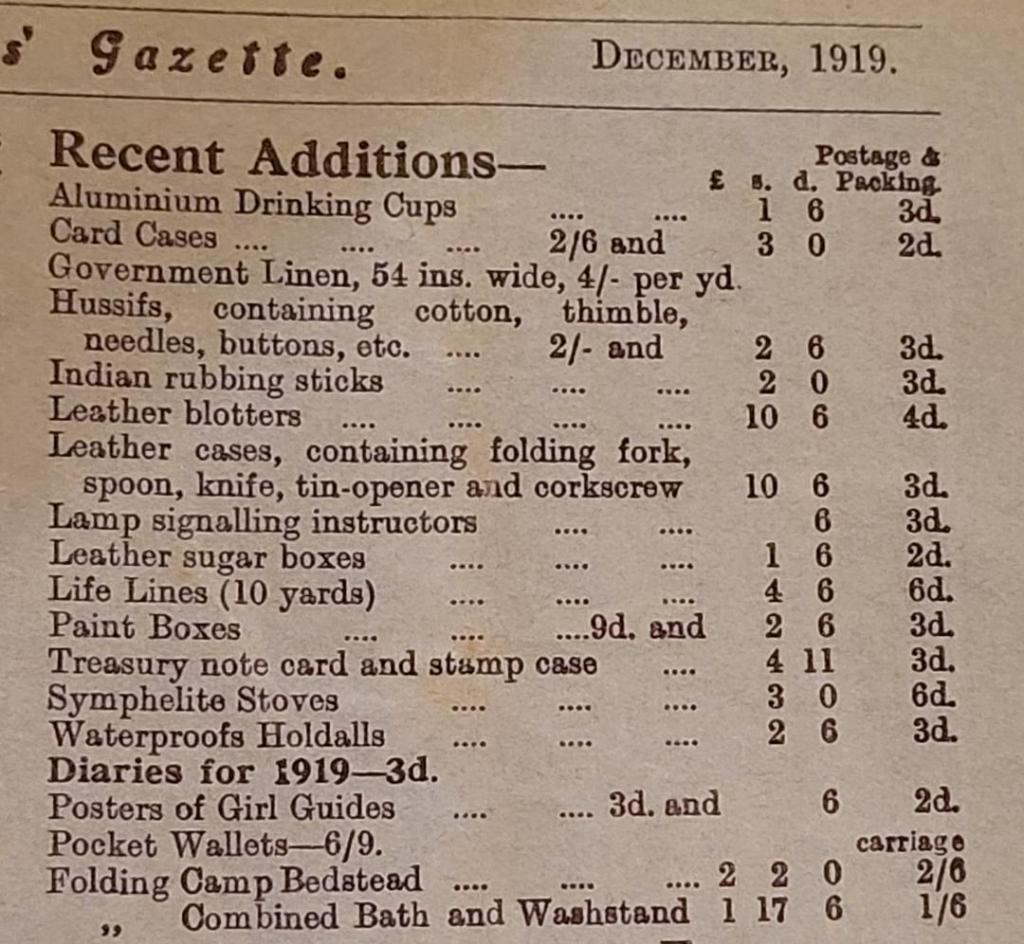 s' Gazette. DECEMBER, 1919.
Recent Additions— Postage &
£ s. d. Packing.
Aluminium Drinking Cups .... .... 1 6 3d.
Card Cases .... .... .... 2/6 and 3 0 2d.
Government Linen, 54 ins. wide, 4/- per yd.
Hussifs, containing cotton, thimble,
needles, buttons, etc. .... 2/- and 2 6 3d.
Indian rubbing sticks .... .... .... 2 0 3d.
Leather blotters .... .... .... .... 10 6 4d.
Leather cases, containing folding fork,
spoon, knife, tin-opener and corkscrew 10 6 3d.
Lamp signalling instructors .... .... 6 3d.
Leather sugar boxes .... .... .... 1 6 2d.
Life Lines (10 yards) .... .... .... 4 6 6d.
Paint Boxes .... .... ....9d. and 2 6 3d.
Treasury note card and stamp case .... 4 11 3d.
Symphelite Stoves .... .... .... 3 0 6d.
Waterproofs Holdalls .... .... .... 2 6 3d.
Diaries for 1919—3d.
Posters of Girl Guides .... .... 3d. and 6 2d.
Pocket Wallets—6/9. carriage
Folding Camp Bedstead .... .... .... 2 2 0 2/6
,, Combined Bath and Washstand 1 17 6 1/6